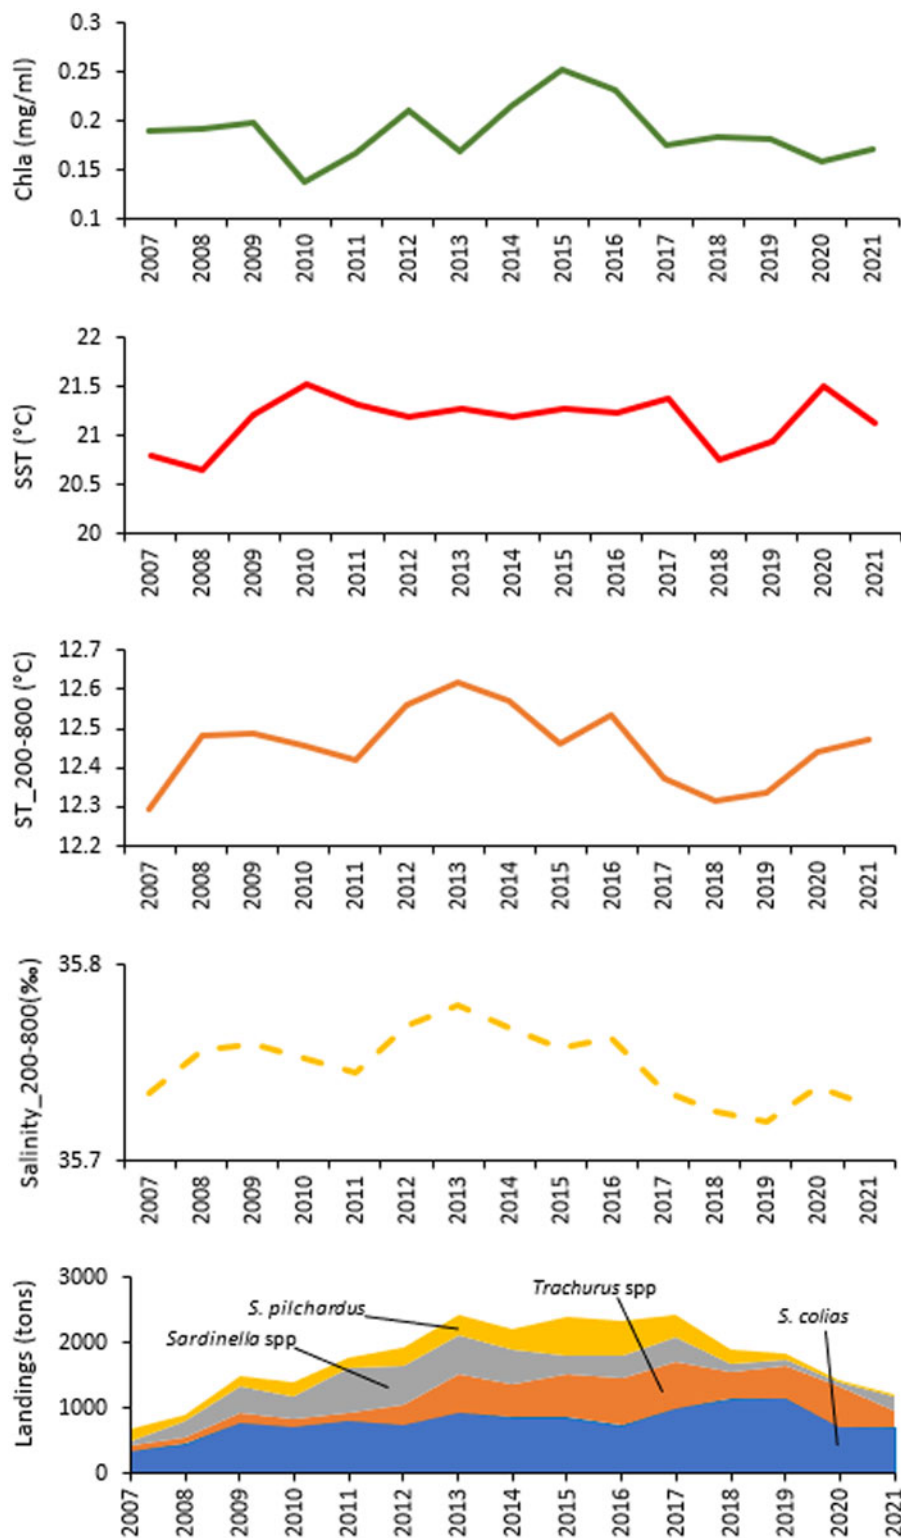 Chla (mg/ml)
0.3
0.25
0.2
0.15
0.1
2007 2008 2009 2010 2011 2012 2013 2014 2015 2016 2017 2018 2019 2020 2021
SST (°C)
22
21.5
21
20.5
20
2007 2008 2009 2010 2011 2012 2013 2014 2015 2016 2017 2018 2019 2020 2021
ST_200-800 (°C)
12.7
12.6
12.5
12.4
12.3
12.2
2007 2008 2009 2010 2011 2012 2013 2014 2015 2016 2017 2018 2019 2020 2021
Salinity_200-800(‰)
35.8
35.7
2007 2008 2009 2010 2011 2012 2013 2014 2015 2016 2017 2018 2019 2020 2021
Landings (tons)
3000
2000
1000
0
Trachurus spp
S. pilchardus
S. colias
Sardinella spp
2007 2008 2009 2010 2011 2012 2013 2014 2015 2016 2017 2018 2019 2020 2021